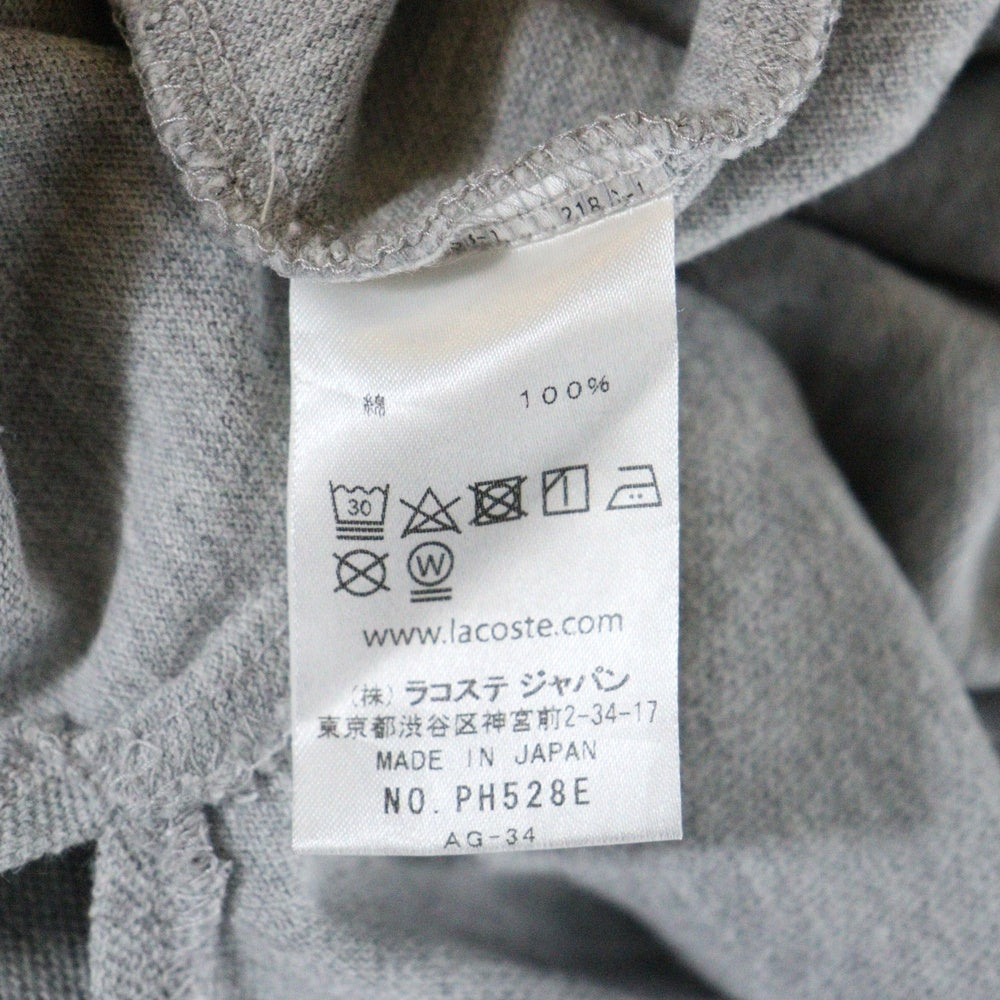 218
綿 100%
30
W
www.lacoste.com
(株) ラコステ ジャパン
東京都渋谷区神宮前2-34-17
MADE IN JAPAN
NO. PH528E
AG-34